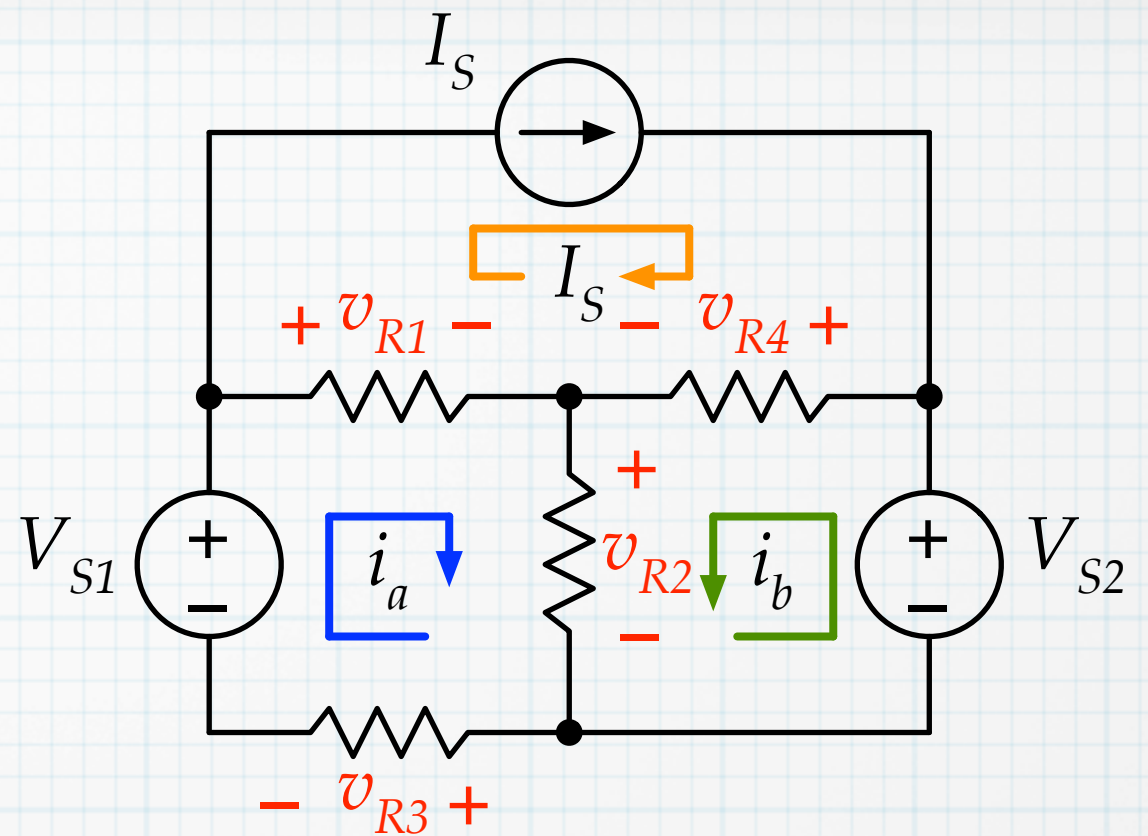 I_S
I_S
+ v_R1 − − v_R4 +
+
V_S1 + − i_a v_R2 i_b + − V_S2
−
− v_R3 +